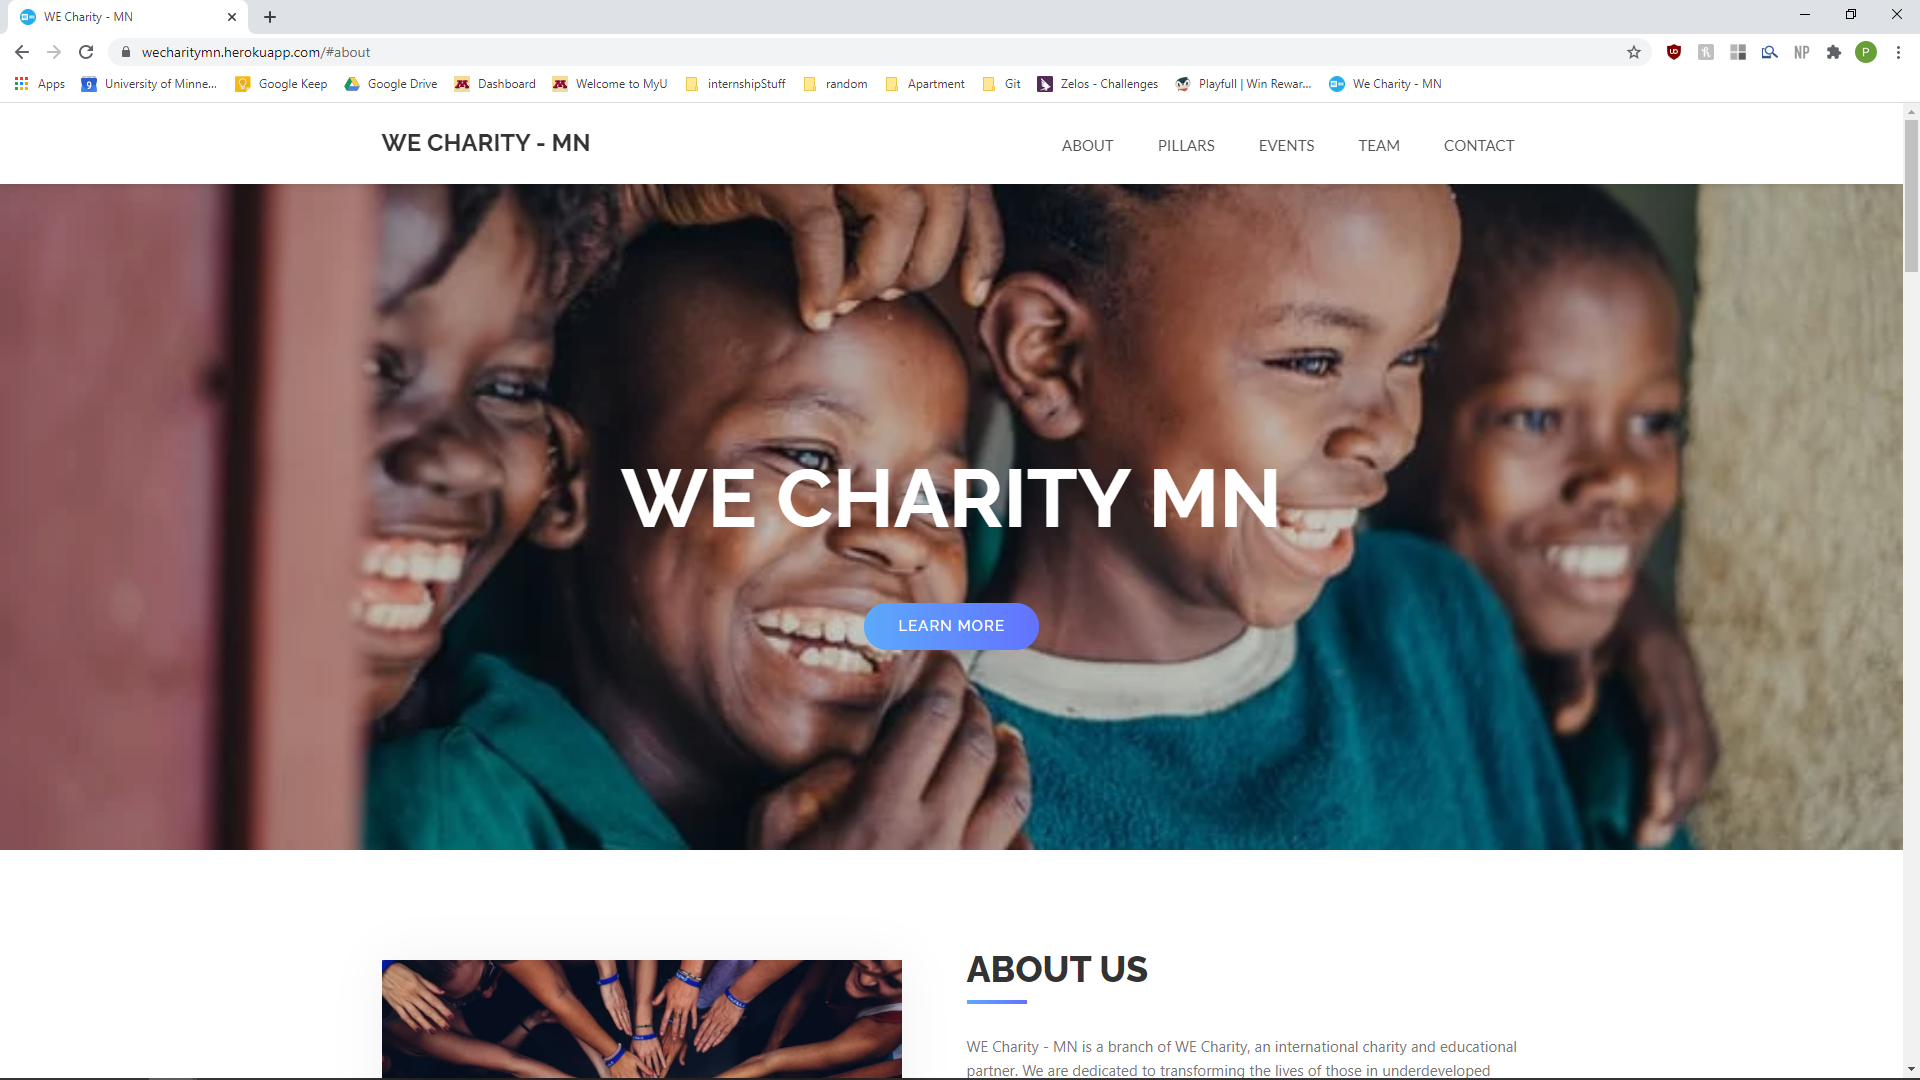 WE Charity - MN
wecharitymn.herokuapp.com/#about
P
Apps
University of Minne...
Google Keep
Google Drive
Dashboard
Welcome to MyU
internshipStuff
random
Apartment
Git
Zelos - Challenges
Playfull | Win Rewar...
We Charity - MN
WE CHARITY - MN
ABOUT
PILLARS
EVENTS
TEAM
CONTACT
WE CHARITY MN
LEARN MORE
ABOUT US
WE Charity - MN is a branch of WE Charity, an international charity and educational
partner. We are dedicated to transforming the lives of those in underdeveloped